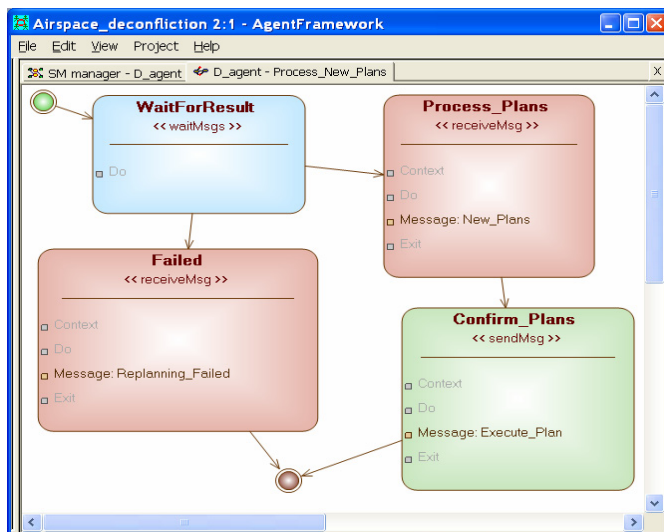 Airspace_deconfliction 2:1 - AgentFramework
File Edit View Project Help
SM manager - D_agent
D_agent - Process_New_Plans
X
WaitForResult
<< waitMsgs >>
Do
Process_Plans
<< receiveMsg >>
Context
Do
Message: New_Plans
Exit
Failed
<< receiveMsg >>
Context
Do
Message: Replanning_Failed
Exit
Confirm_Plans
<< sendMsg >>
Context
Do
Message: Execute_Plan
Exit